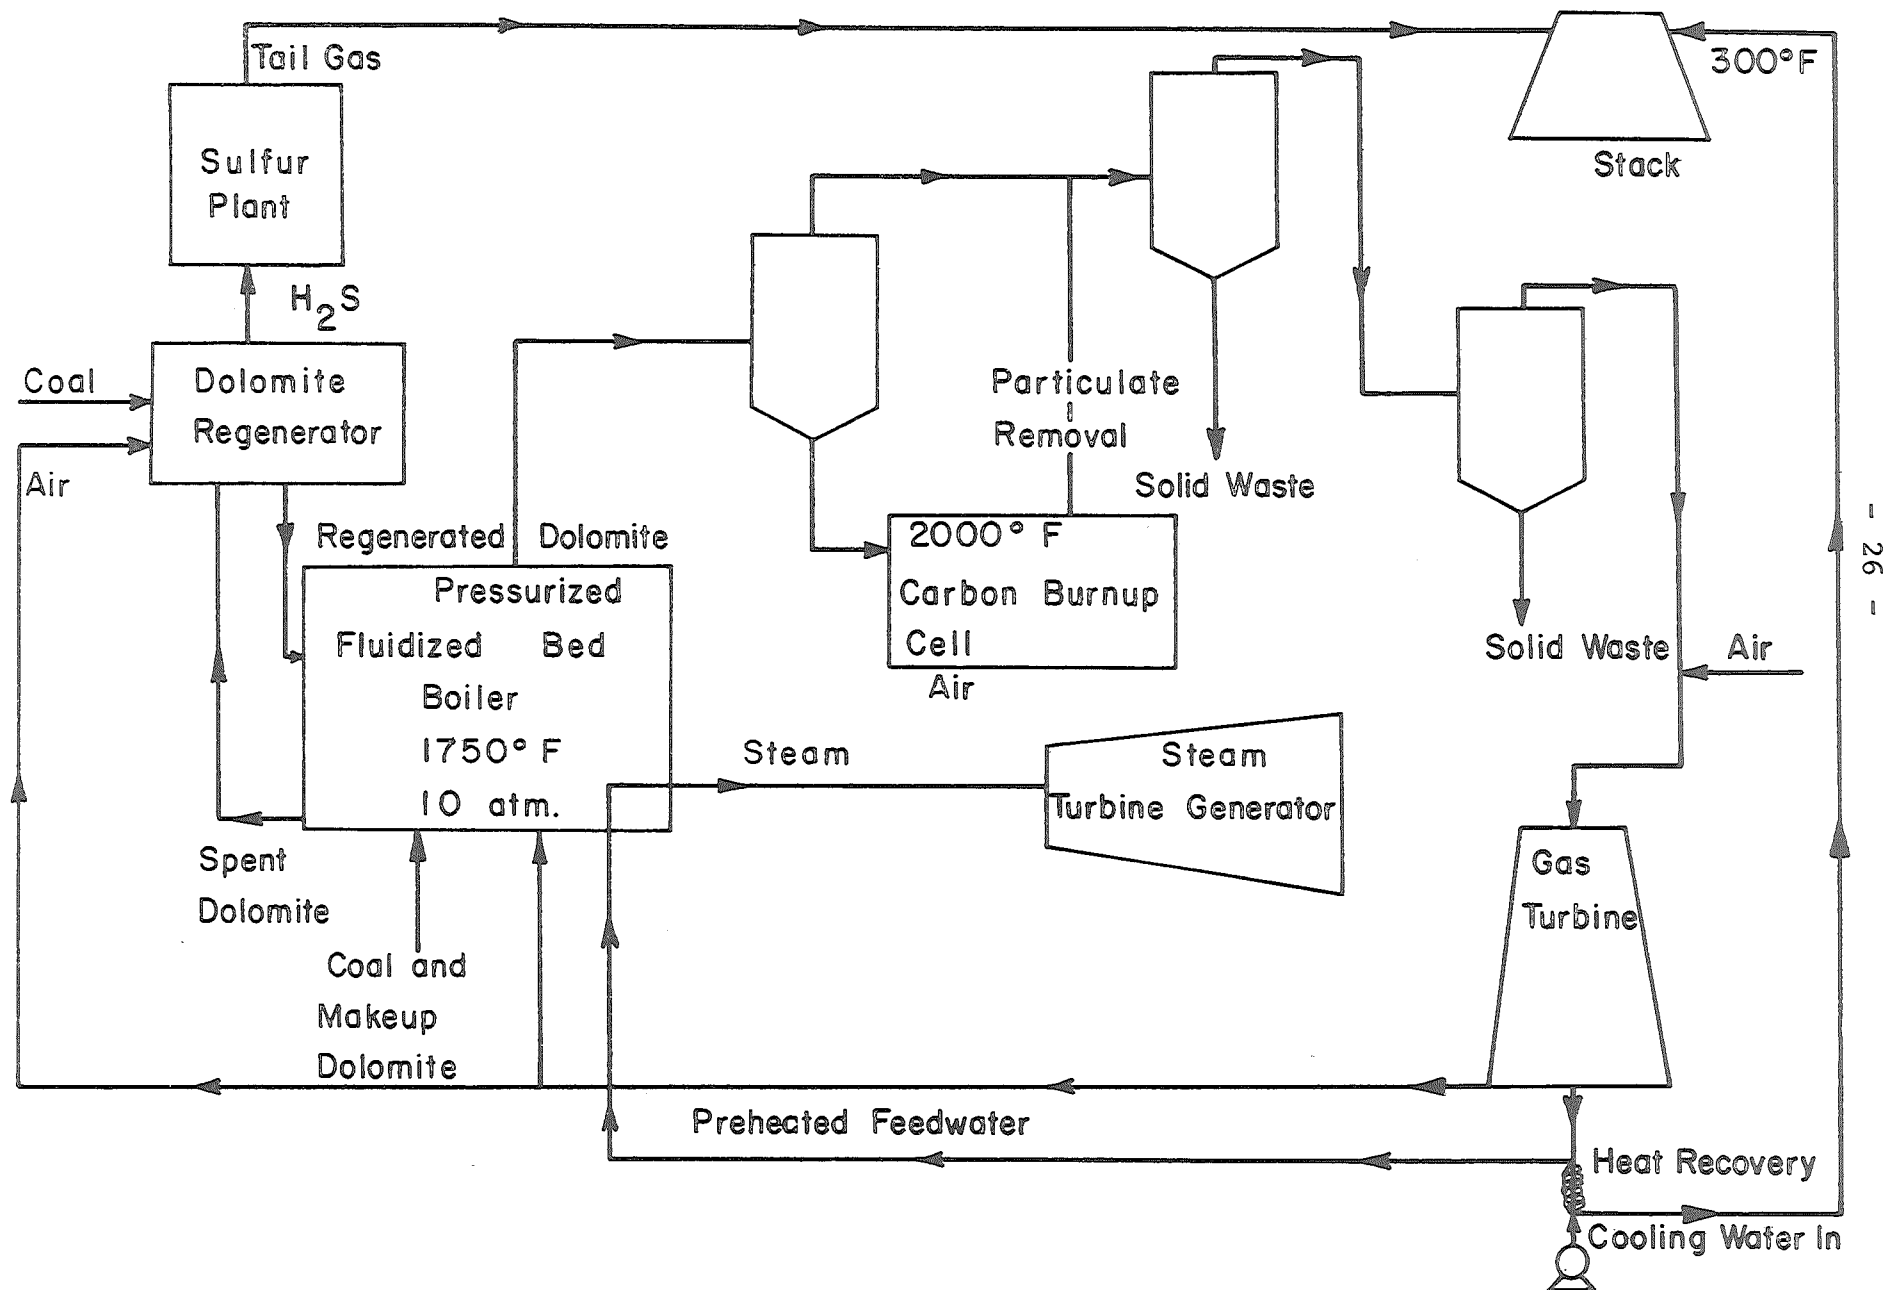 Tail Gas
300°F
Sulfur
Plant
Stack
H2S
Coal
Dolomite
Regenerator
Air
Particulate
Removal
Solid Waste
Regenerated Dolomite
2000° F
Carbon Burnup
Cell
Air
Pressurized
Fluidized Bed
Boiler
1750° F
10 atm.
Solid Waste
Air
- 26 -
Steam
Steam
Turbine Generator
Gas
Turbine
Spent
Dolomite
Coal and
Makeup
Dolomite
Preheated Feedwater
Heat Recovery
Cooling Water In